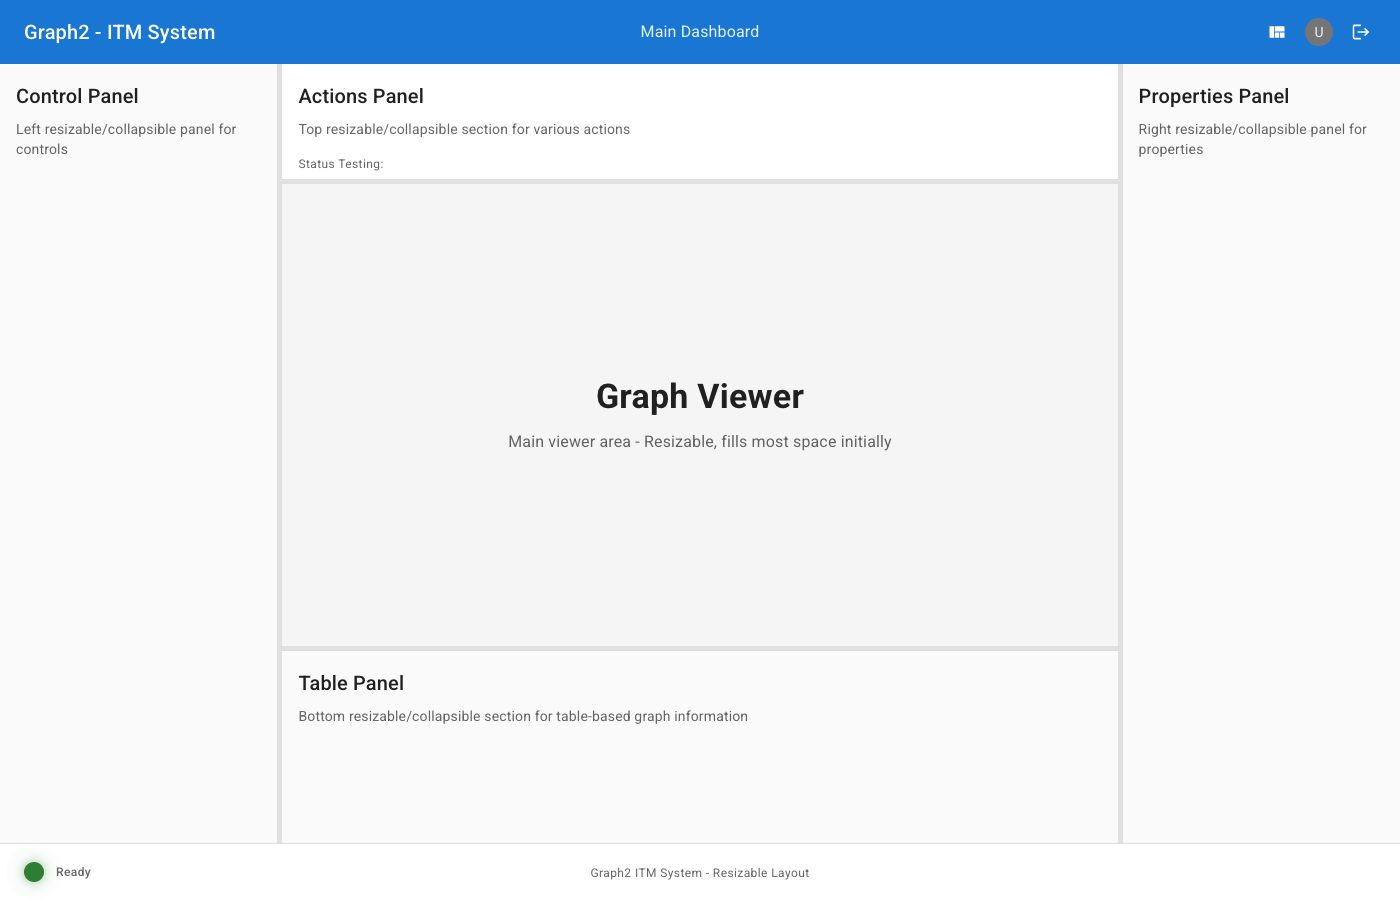 Graph2 - ITM System
Main Dashboard
U
Control Panel
Left resizable/collapsible panel for
controls
Actions Panel
Top resizable/collapsible section for various actions
Status Testing:
Graph Viewer
Main viewer area - Resizable, fills most space initially
Table Panel
Bottom resizable/collapsible section for table-based graph information
Properties Panel
Right resizable/collapsible panel for
properties
Ready
Graph2 ITM System - Resizable Layout